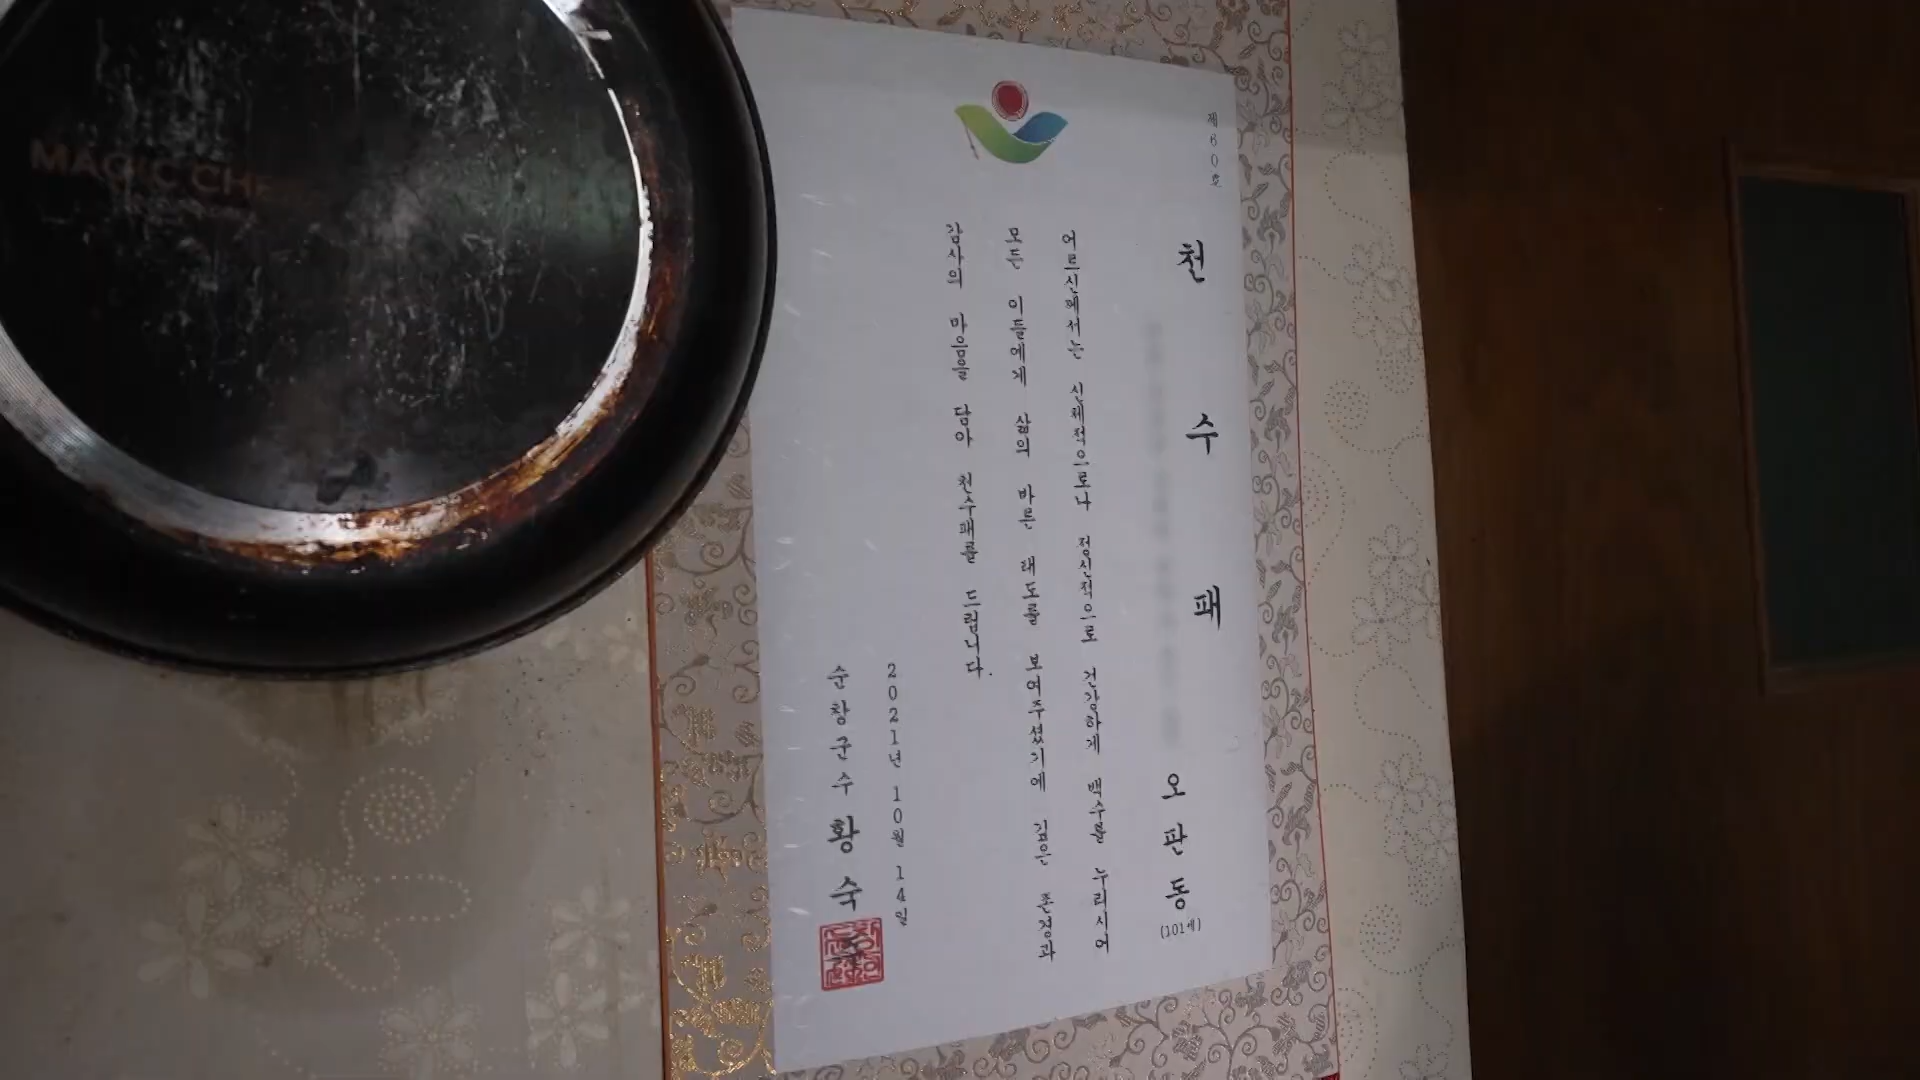 MAGIC CHEF
제60호
천수패
오판동
(101세)
어르신께서는 신체적으로나 정신적으로 건강하게 백수를 누리시어
모든 이들에게 삶의 바른 태도를 보여주셨기에 깊은 존경과
감사의 마음을 담아 천수패를 드립니다.
2021년 10월 14일
순창군수 황숙주